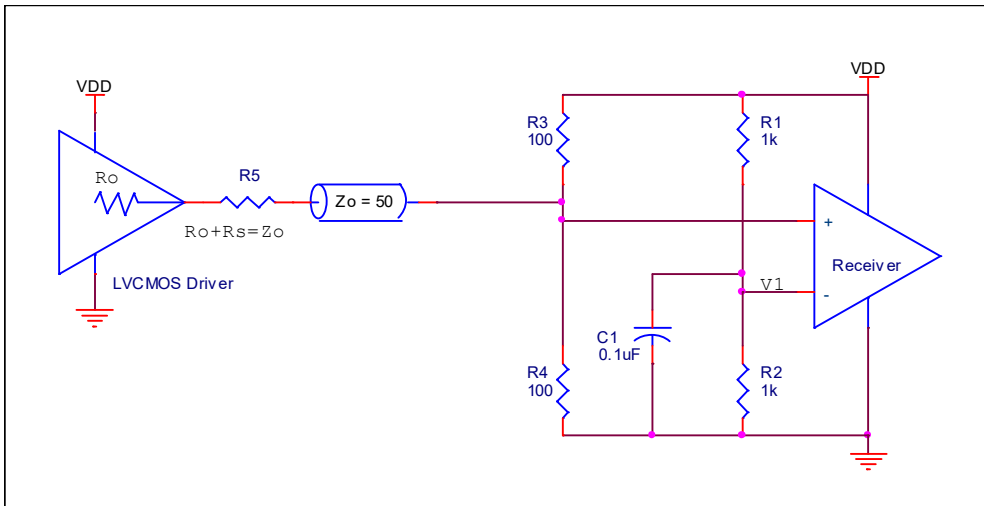 VDD
Ro
R5
Zo = 50
Ro+Rs=Zo
LVCMOS Driver
VDD
R3
100
R1
1k
+
Receiver
V1
-
C1
0.1uF
R4
100
R2
1k